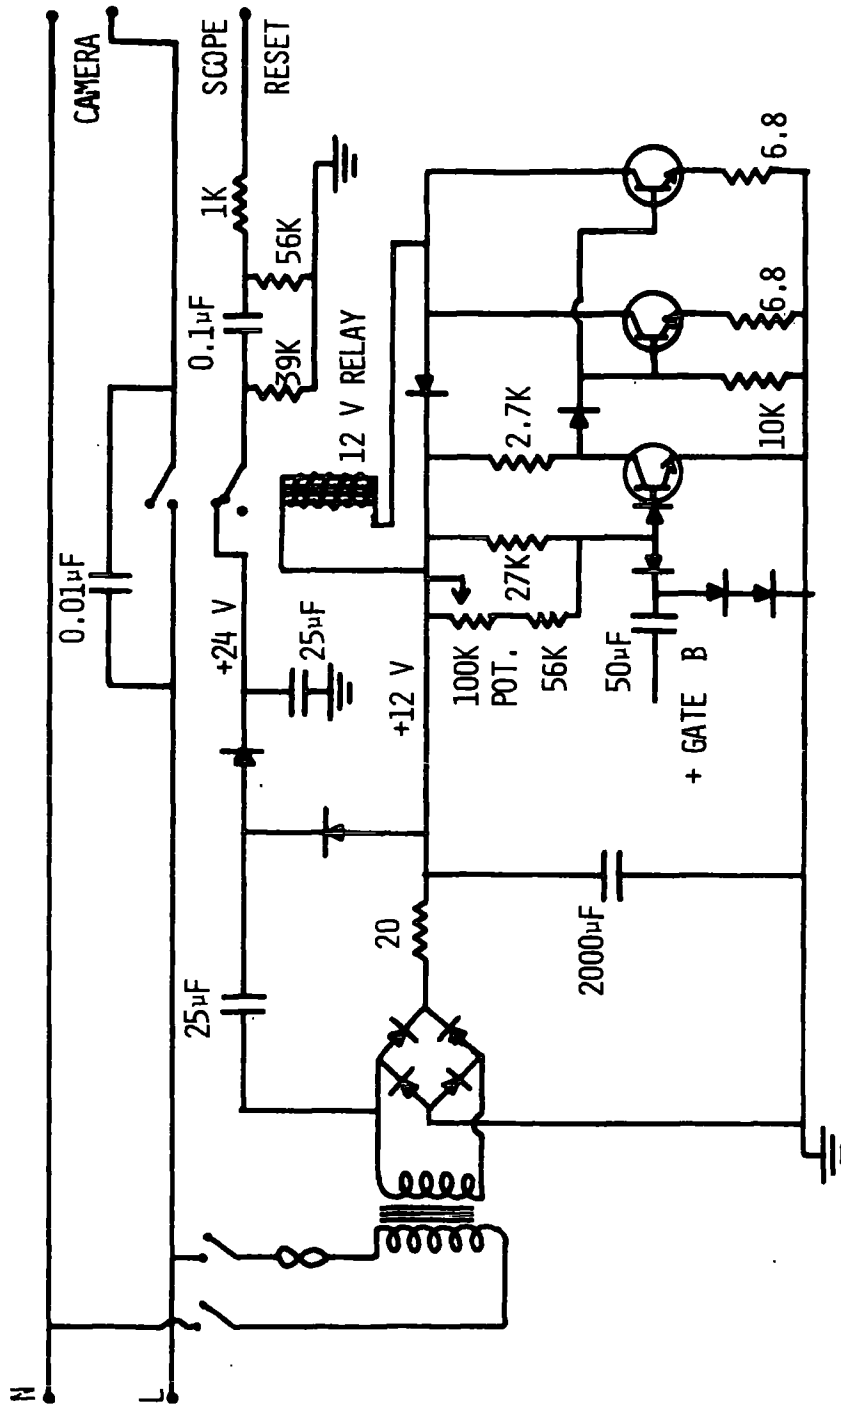 N
L
CAMERA
SCOPE
RESET
0.01µF
0.1µF
1K
39K
56K
+24 V
25µF
25µF
12 V RELAY
+12 V
20
2000µF
100K
POT.
56K
27K
2.7K
50µF
+ GATE B
10K
6.8
6.8